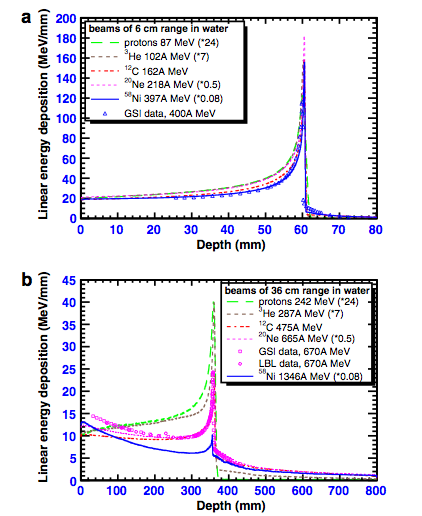 a
Linear energy deposition (MeV/mm)
200
180
160
140
120
100
80
60
40
20
0
beams of 6 cm range in water
protons 87 MeV (*24)
3He 102A MeV (*7)
12C 162A MeV
20Ne 218A MeV (*0.5)
58Ni 397A MeV (*0.08)
GSI data, 400A MeV
0 10 20 30 40 50 60 70 80
Depth (mm)
b
Linear energy deposition (MeV/mm)
45
40
35
30
25
20
15
10
5
0
beams of 36 cm range in water
protons 242 MeV (*24)
3He 287A MeV (*7)
12C 475A MeV
20Ne 665A MeV (*0.5)
GSI data, 670A MeV
LBL data, 670A MeV
58Ni 1346A MeV (*0.08)
0 100 200 300 400 500 600 700 800
Depth (mm)